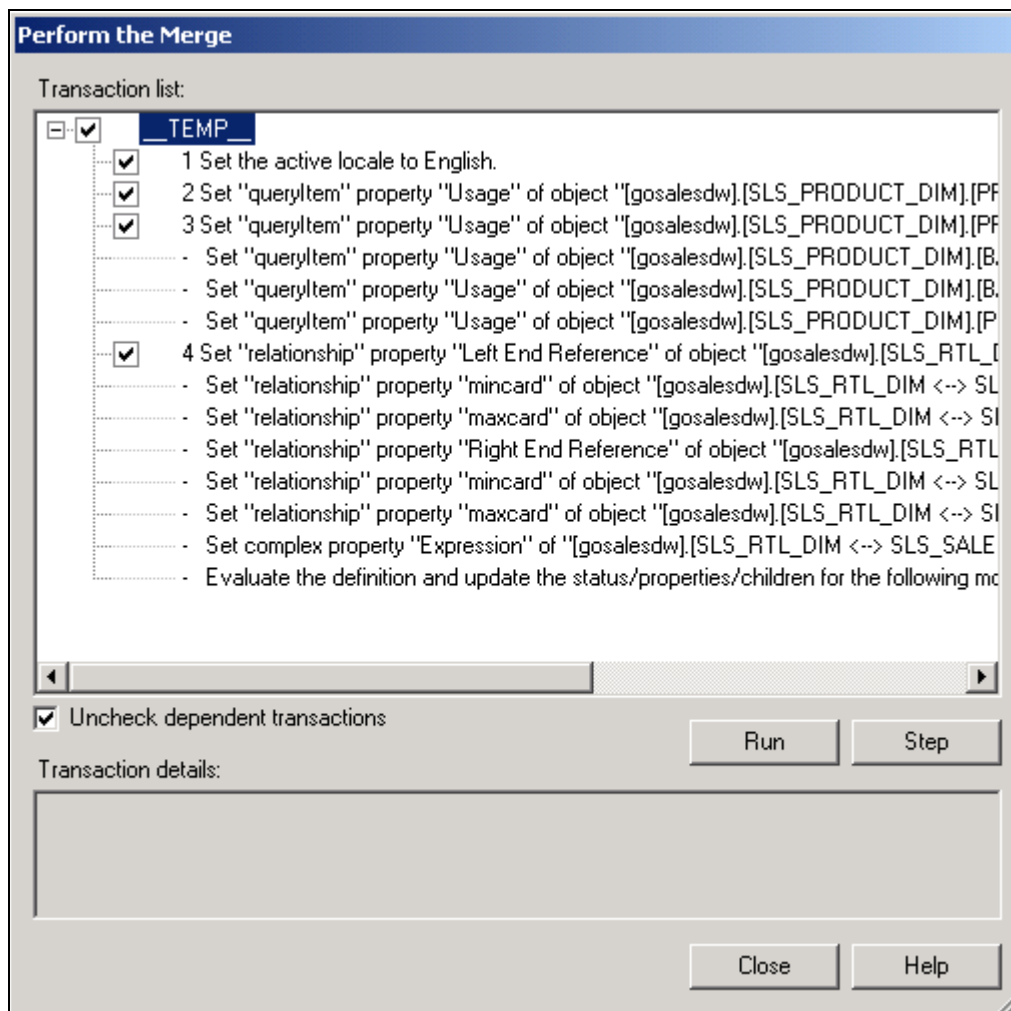 Perform the Merge
Transaction list:
__TEMP__
1 Set the active locale to English.
2 Set "queryItem" property "Usage" of object "[gosalesdw].[SLS_PRODUCT_DIM].[PR
3 Set "queryItem" property "Usage" of object "[gosalesdw].[SLS_PRODUCT_DIM].[PR
- Set "queryItem" property "Usage" of object "[gosalesdw].[SLS_PRODUCT_DIM].[BA
- Set "queryItem" property "Usage" of object "[gosalesdw].[SLS_PRODUCT_DIM].[BA
- Set "queryItem" property "Usage" of object "[gosalesdw].[SLS_PRODUCT_DIM].[P
4 Set "relationship" property "Left End Reference" of object "[gosalesdw].[SLS_RTL_D
- Set "relationship" property "mincard" of object "[gosalesdw].[SLS_RTL_DIM <--> SL
- Set "relationship" property "maxcard" of object "[gosalesdw].[SLS_RTL_DIM <--> SL
- Set "relationship" property "Right End Reference" of object "[gosalesdw].[SLS_RTL
- Set "relationship" property "mincard" of object "[gosalesdw].[SLS_RTL_DIM <--> SL
- Set "relationship" property "maxcard" of object "[gosalesdw].[SLS_RTL_DIM <--> SL
- Set complex property "Expression" of "[gosalesdw].[SLS_RTL_DIM <--> SLS_SALE
- Evaluate the definition and update the status/properties/children for the following mo
Uncheck dependent transactions
Run
Step
Transaction details:
Close
Help